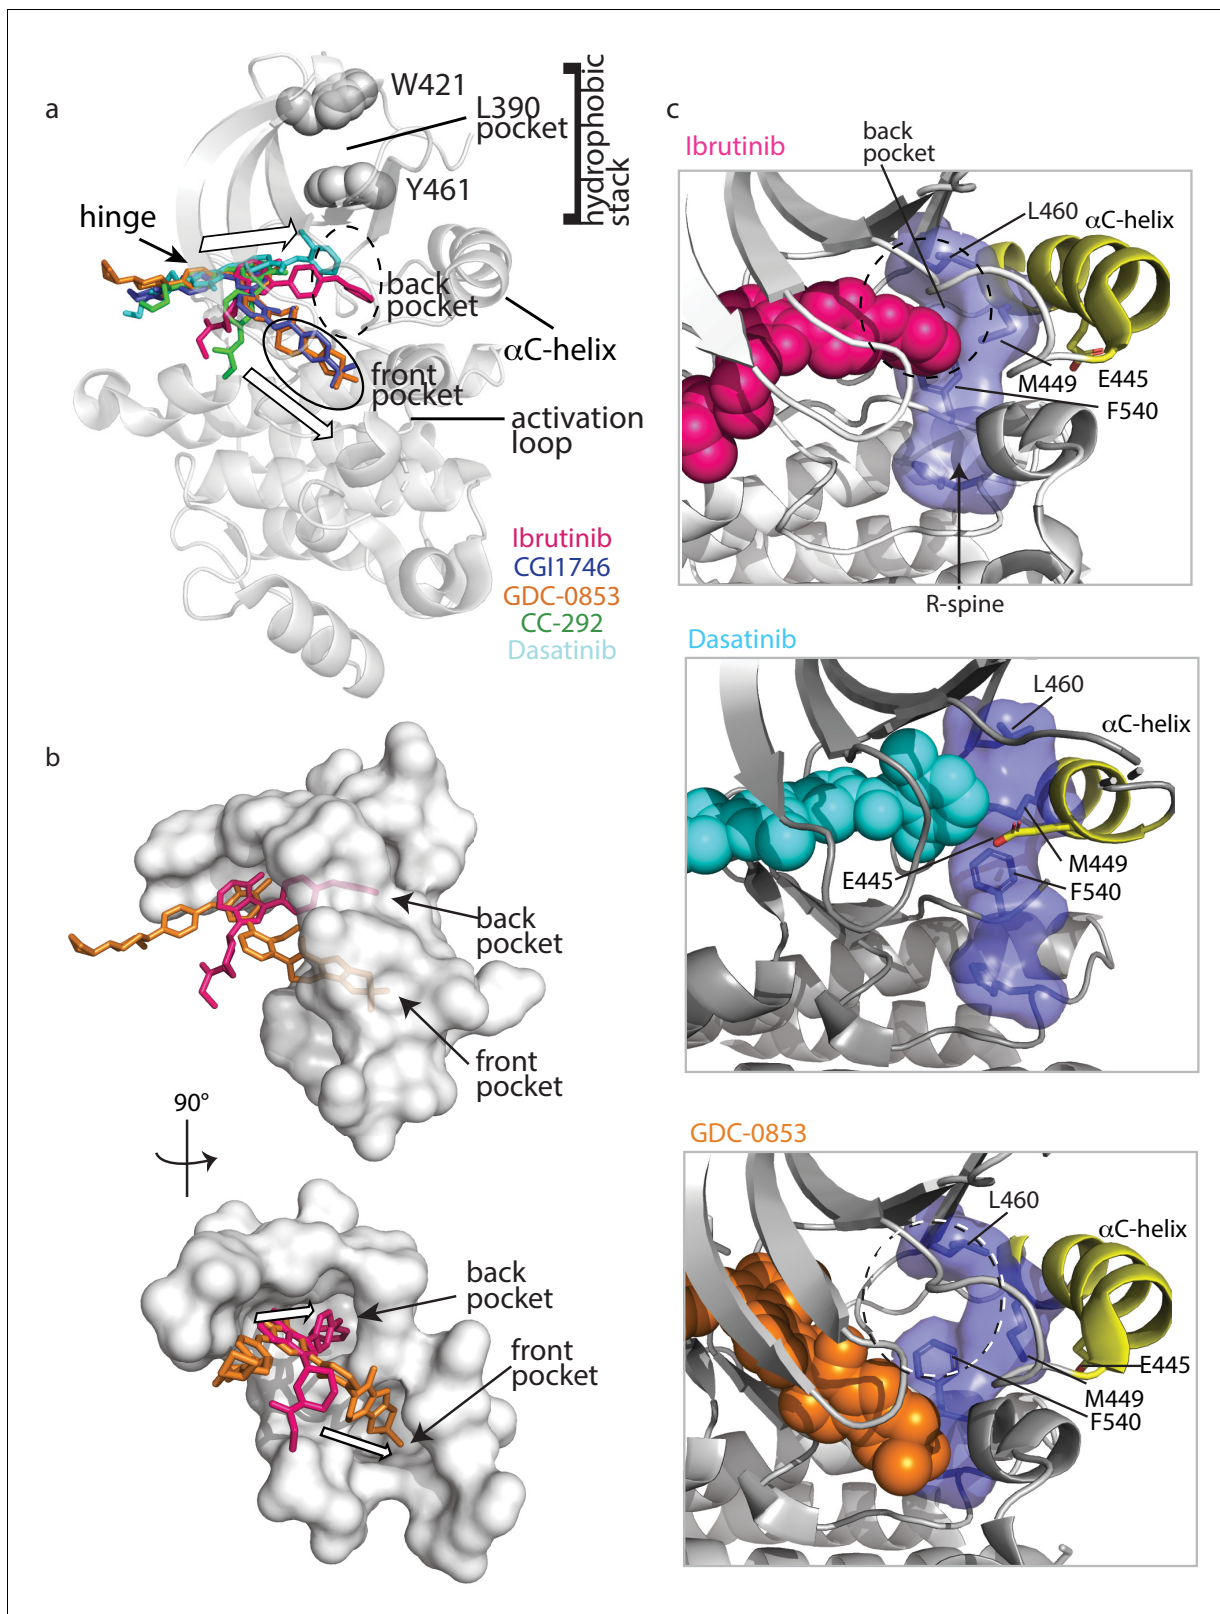 a
W421
L390
pocket
Y461
hydrophobic
stack
hinge
back
pocket
αC-helix
front
pocket
activation
loop
Ibrutinib
CGI1746
GDC-0853
CC-292
Dasatinib
b
back
pocket
front
pocket
90°
back
pocket
front
pocket
c
Ibrutinib
back
pocket
L460
αC-helix
M449
E445
F540
R-spine
Dasatinib
L460
αC-helix
E445
M449
F540
GDC-0853
L460
αC-helix
E445
M449
F540